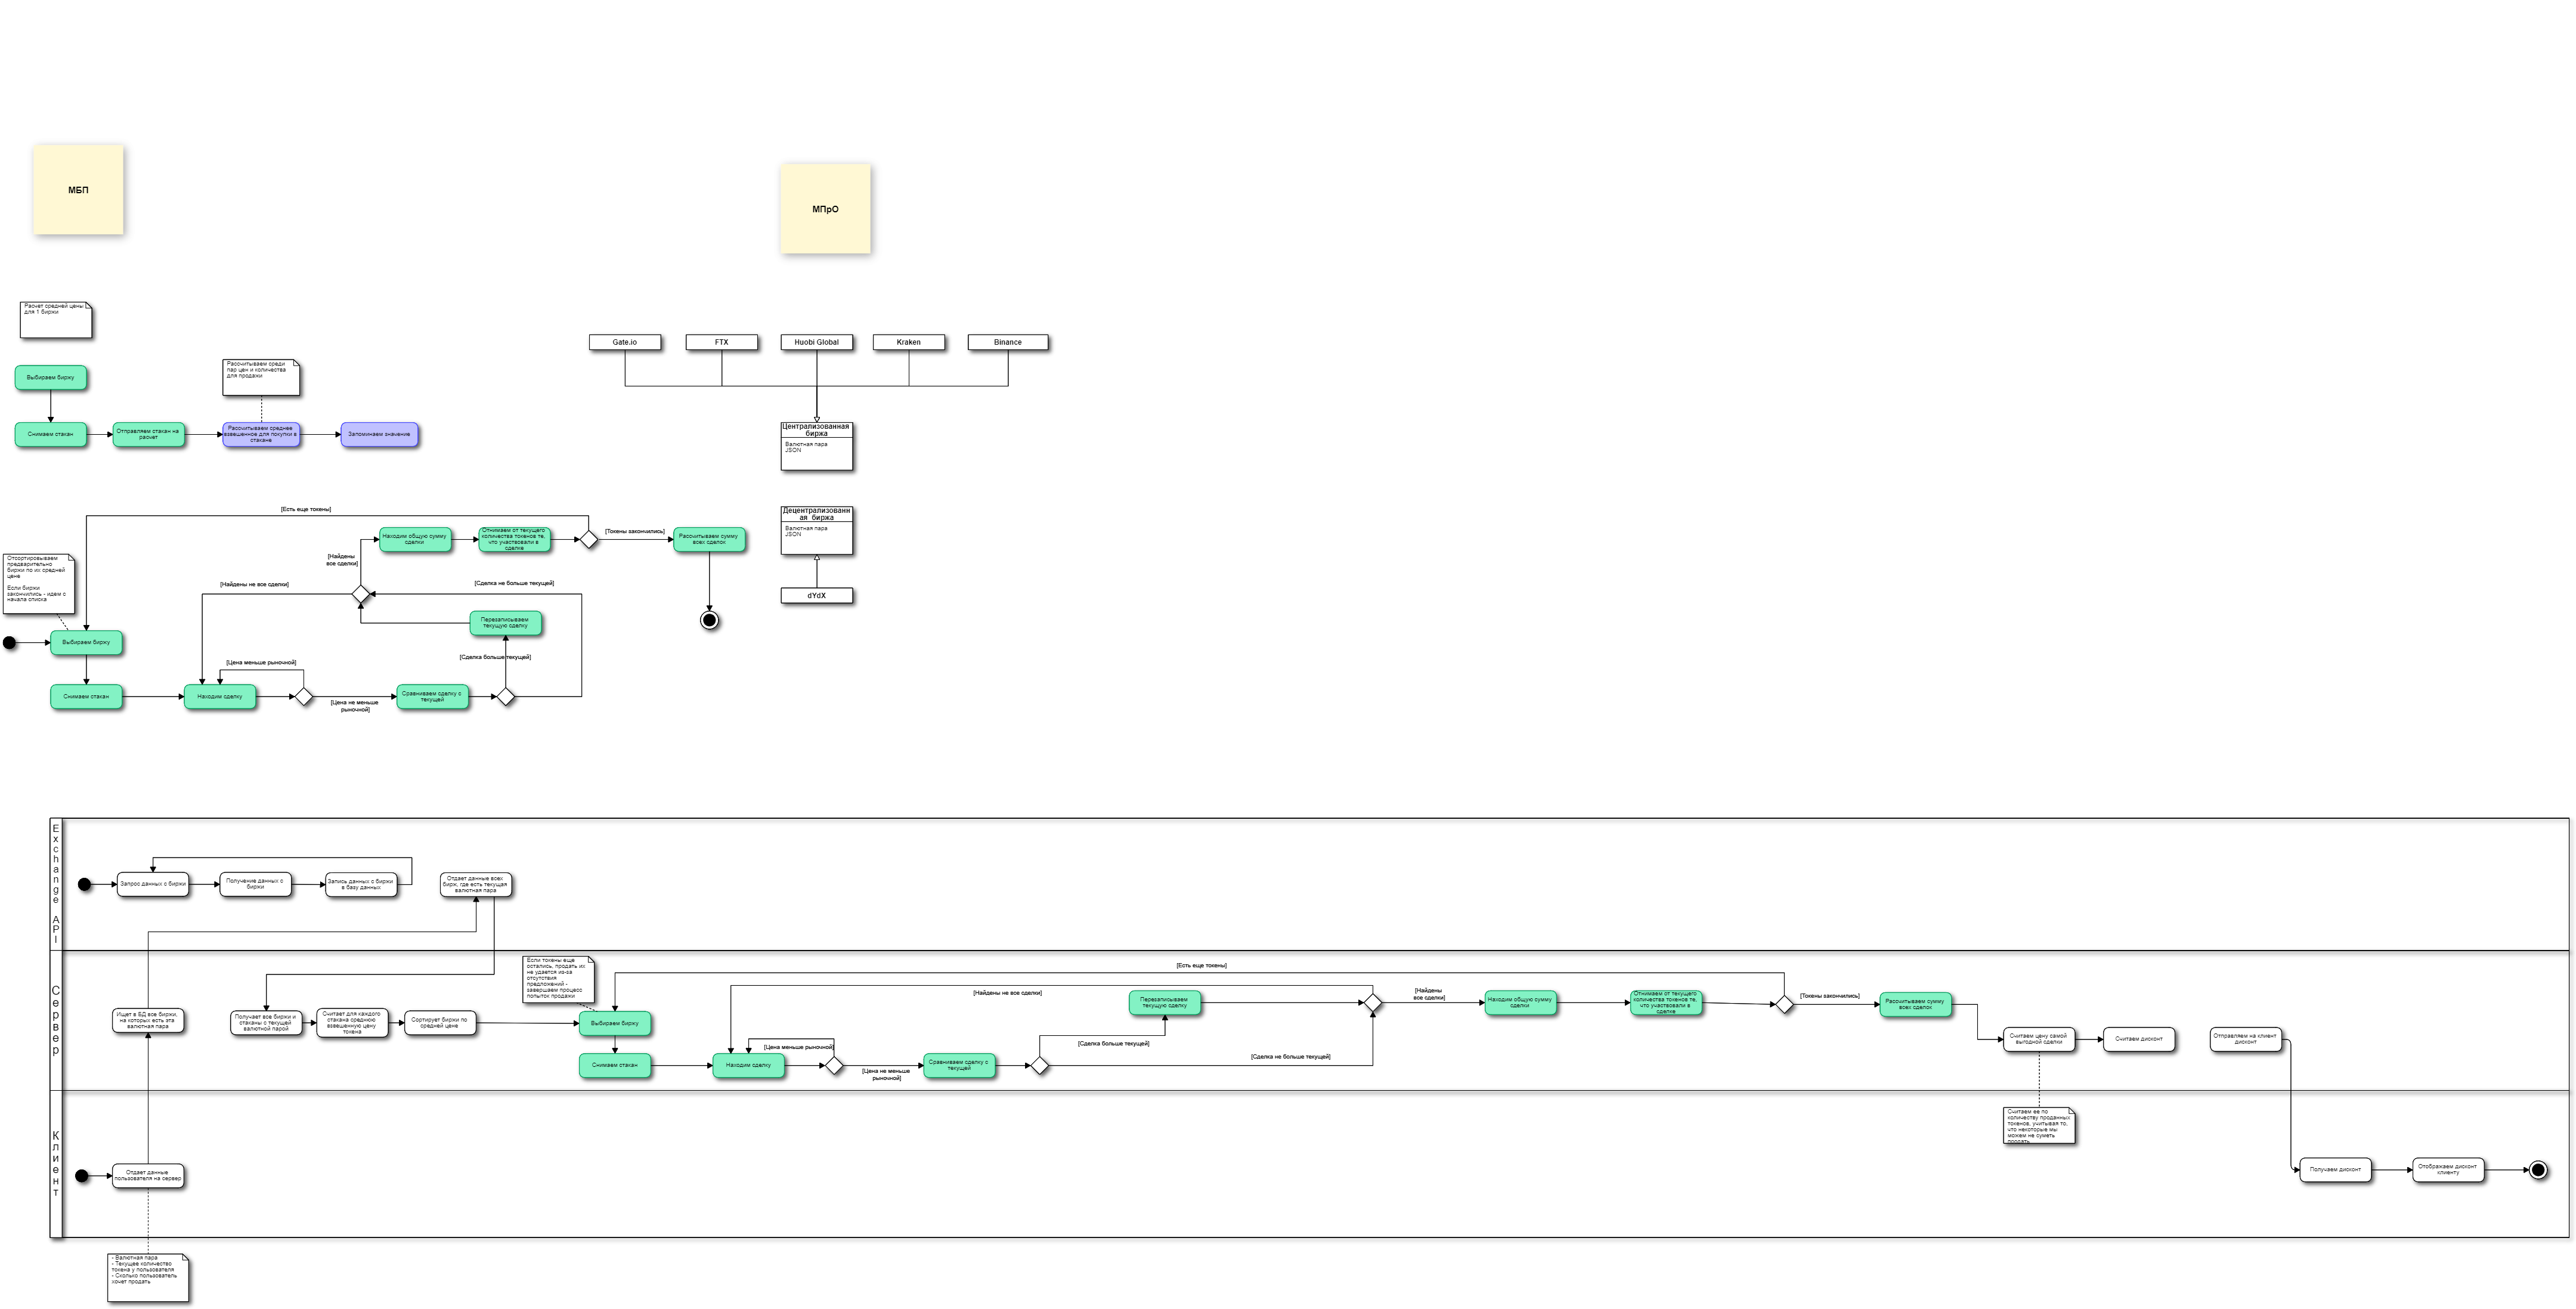 МБП
МПрО
Расчет средней цены
для 1 биржи
Выбираем биржу
Рассчитываем среди
пар цен и количества
для продажи
Снимаем стакан
Отправляем стакан на
расчет
Рассчитываем среднее
взвешенное для покупки в
стакане
Запоминаем значение
Gate.io
FTX
Huobi Global
Kraken
Binance
Централизованная
биржа
Валютная пара
JSON
Децентрализованн
ая биржа
Валютная пара
JSON
dYdX
[Есть еще токены]
Находим общую сумму
сделки
Отнимаем от текущего
количества токенов те,
что участвовали в
сделке
[Токены закончились]
Рассчитываем сумму
всех сделок
[Найдены
все сделки]
Отсортировываем
предварительно
биржи по их средней
цене
Если биржи
закончились - идем с
начала списка
[Найдены не все сделки]
[Сделка не больше текущей]
Перезаписываем
текущую сделку
Выбираем биржу
[Цена меньше рыночной]
[Сделка больше текущей]
Снимаем стакан
Находим сделку
[Цена не меньше
рыночной]
Сравниваем сделку с
текущей
Exchange API
Запрос данных с биржи
Получение данных с
биржи
Запись данных с биржи
в базу данных
Отдает данные всех
бирж, где есть текущая
валютная пара
Сервер
Ищет в БД все биржи,
на которых есть эта
валютная пара
Получает все биржи и
стаканы с текущей
валютной парой
Считает для каждого
стакана среднюю
взвешенную цену
токена
Сортирует биржи по
средней цене
Если токены еще
остались, продать их
не удается из-за
отсутствия
предложений -
завершаем процесс
попыток продажи
Выбираем биржу
Снимаем стакан
Находим сделку
[Цена меньше рыночной]
[Цена не меньше
рыночной]
Сравниваем сделку с
текущей
[Найдены не все сделки]
[Есть еще токены]
Перезаписываем
текущую сделку
[Сделка больше текущей]
[Сделка не больше текущей]
[Найдены
все сделки]
Находим общую сумму
сделки
Отнимаем от текущего
количества токенов те,
что участвовали в
сделке
[Токены закончились]
Рассчитываем сумму
всех сделок
Считаем цену самой
выгодной сделки
Считаем дисконт
Отправляем на клиент
дисконт
Клиент
Считаем ее по
количеству проданных
токенов, учитывая то,
что некоторые мы
можем не суметь
продать
Отдает данные
пользователя на сервер
Получаем дисконт
Отображаем дисконт
клиенту
- Валютная пара
- Текущее количество
токена у пользователя
- Сколько пользователь
хочет продать